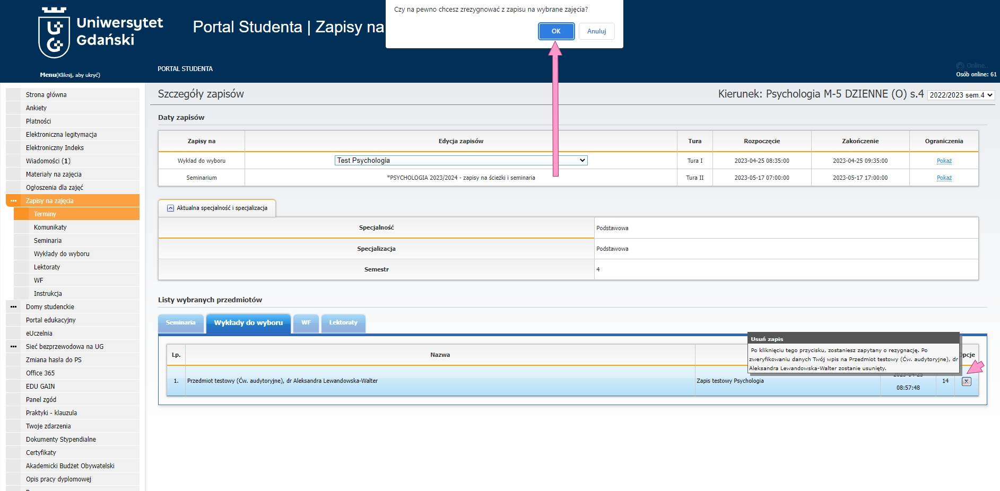 Czy na pewno chcesz zrezygnować z zapisu na wybrane zajęcia?
OK
Anuluj
Uniwersytet
Gdański
Portal Studenta | Zapisy na
Menu(Kliknij, aby ukryć)
PORTAL STUDENTA
Online..
Osób online: 61
Strona główna
Ankiety
Płatności
Elektroniczna legitymacja
Elektroniczny Indeks
Wiadomości (1)
Materiały na zajęcia
Ogłoszenia dla zajęć
Zapisy na zajęcia
Terminy
Komunikaty
Seminaria
Wykłady do wyboru
Lektoraty
WF
Instrukcja
Domy studenckie
Portal edukacyjny
eUczelnia
Sieć bezprzewodowa na UG
Zmiana hasła do PS
Office 365
EDU GAIN
Panel zgód
Praktyki - klauzula
Twoje zdarzenia
Dokumenty Stypendialne
Certyfikaty
Akademicki Budżet Obywatelski
Opis pracy dyplomowej
Szczegóły zapisów
Kierunek: Psychologia M-5 DZIENNE (O) s.4 2022/2023 sem.4
Daty zapisów
Zapisy na Edycja zapisów Tura Rozpoczęcie Zakończenie Ograniczenia
Wykład do wyboru Test Psychologia Tura I 2023-04-25 08:35:00 2023-04-25 09:35:00 Pokaż
Seminarium *PSYCHOLOGIA 2023/2024 - zapisy na ścieżki i seminaria Tura II 2023-05-17 07:00:00 2023-05-17 17:00:00 Pokaż
Aktualna specjalność i specjalizacja
Specjalność Podstawowa
Specjalizacja Podstawowa
Semestr 4
Listy wybranych przedmiotów
Seminaria Wykłady do wyboru WF Lektoraty
Usuń zapis
Po kliknięciu tego przycisku, zostaniesz zapytany o rezygnację. Po
zweryfikowaniu danych Twój wpis na Przedmiot testowy (Ćw. audytoryjne), dr
Aleksandra Lewandowska-Walter zostanie usunięty.
Lp. Nazwa pcje
1. Przedmiot testowy (Ćw. audytoryjne), dr Aleksandra Lewandowska-Walter Zapis testowy Psychologia 2023-04-25 14 X
08:57:48